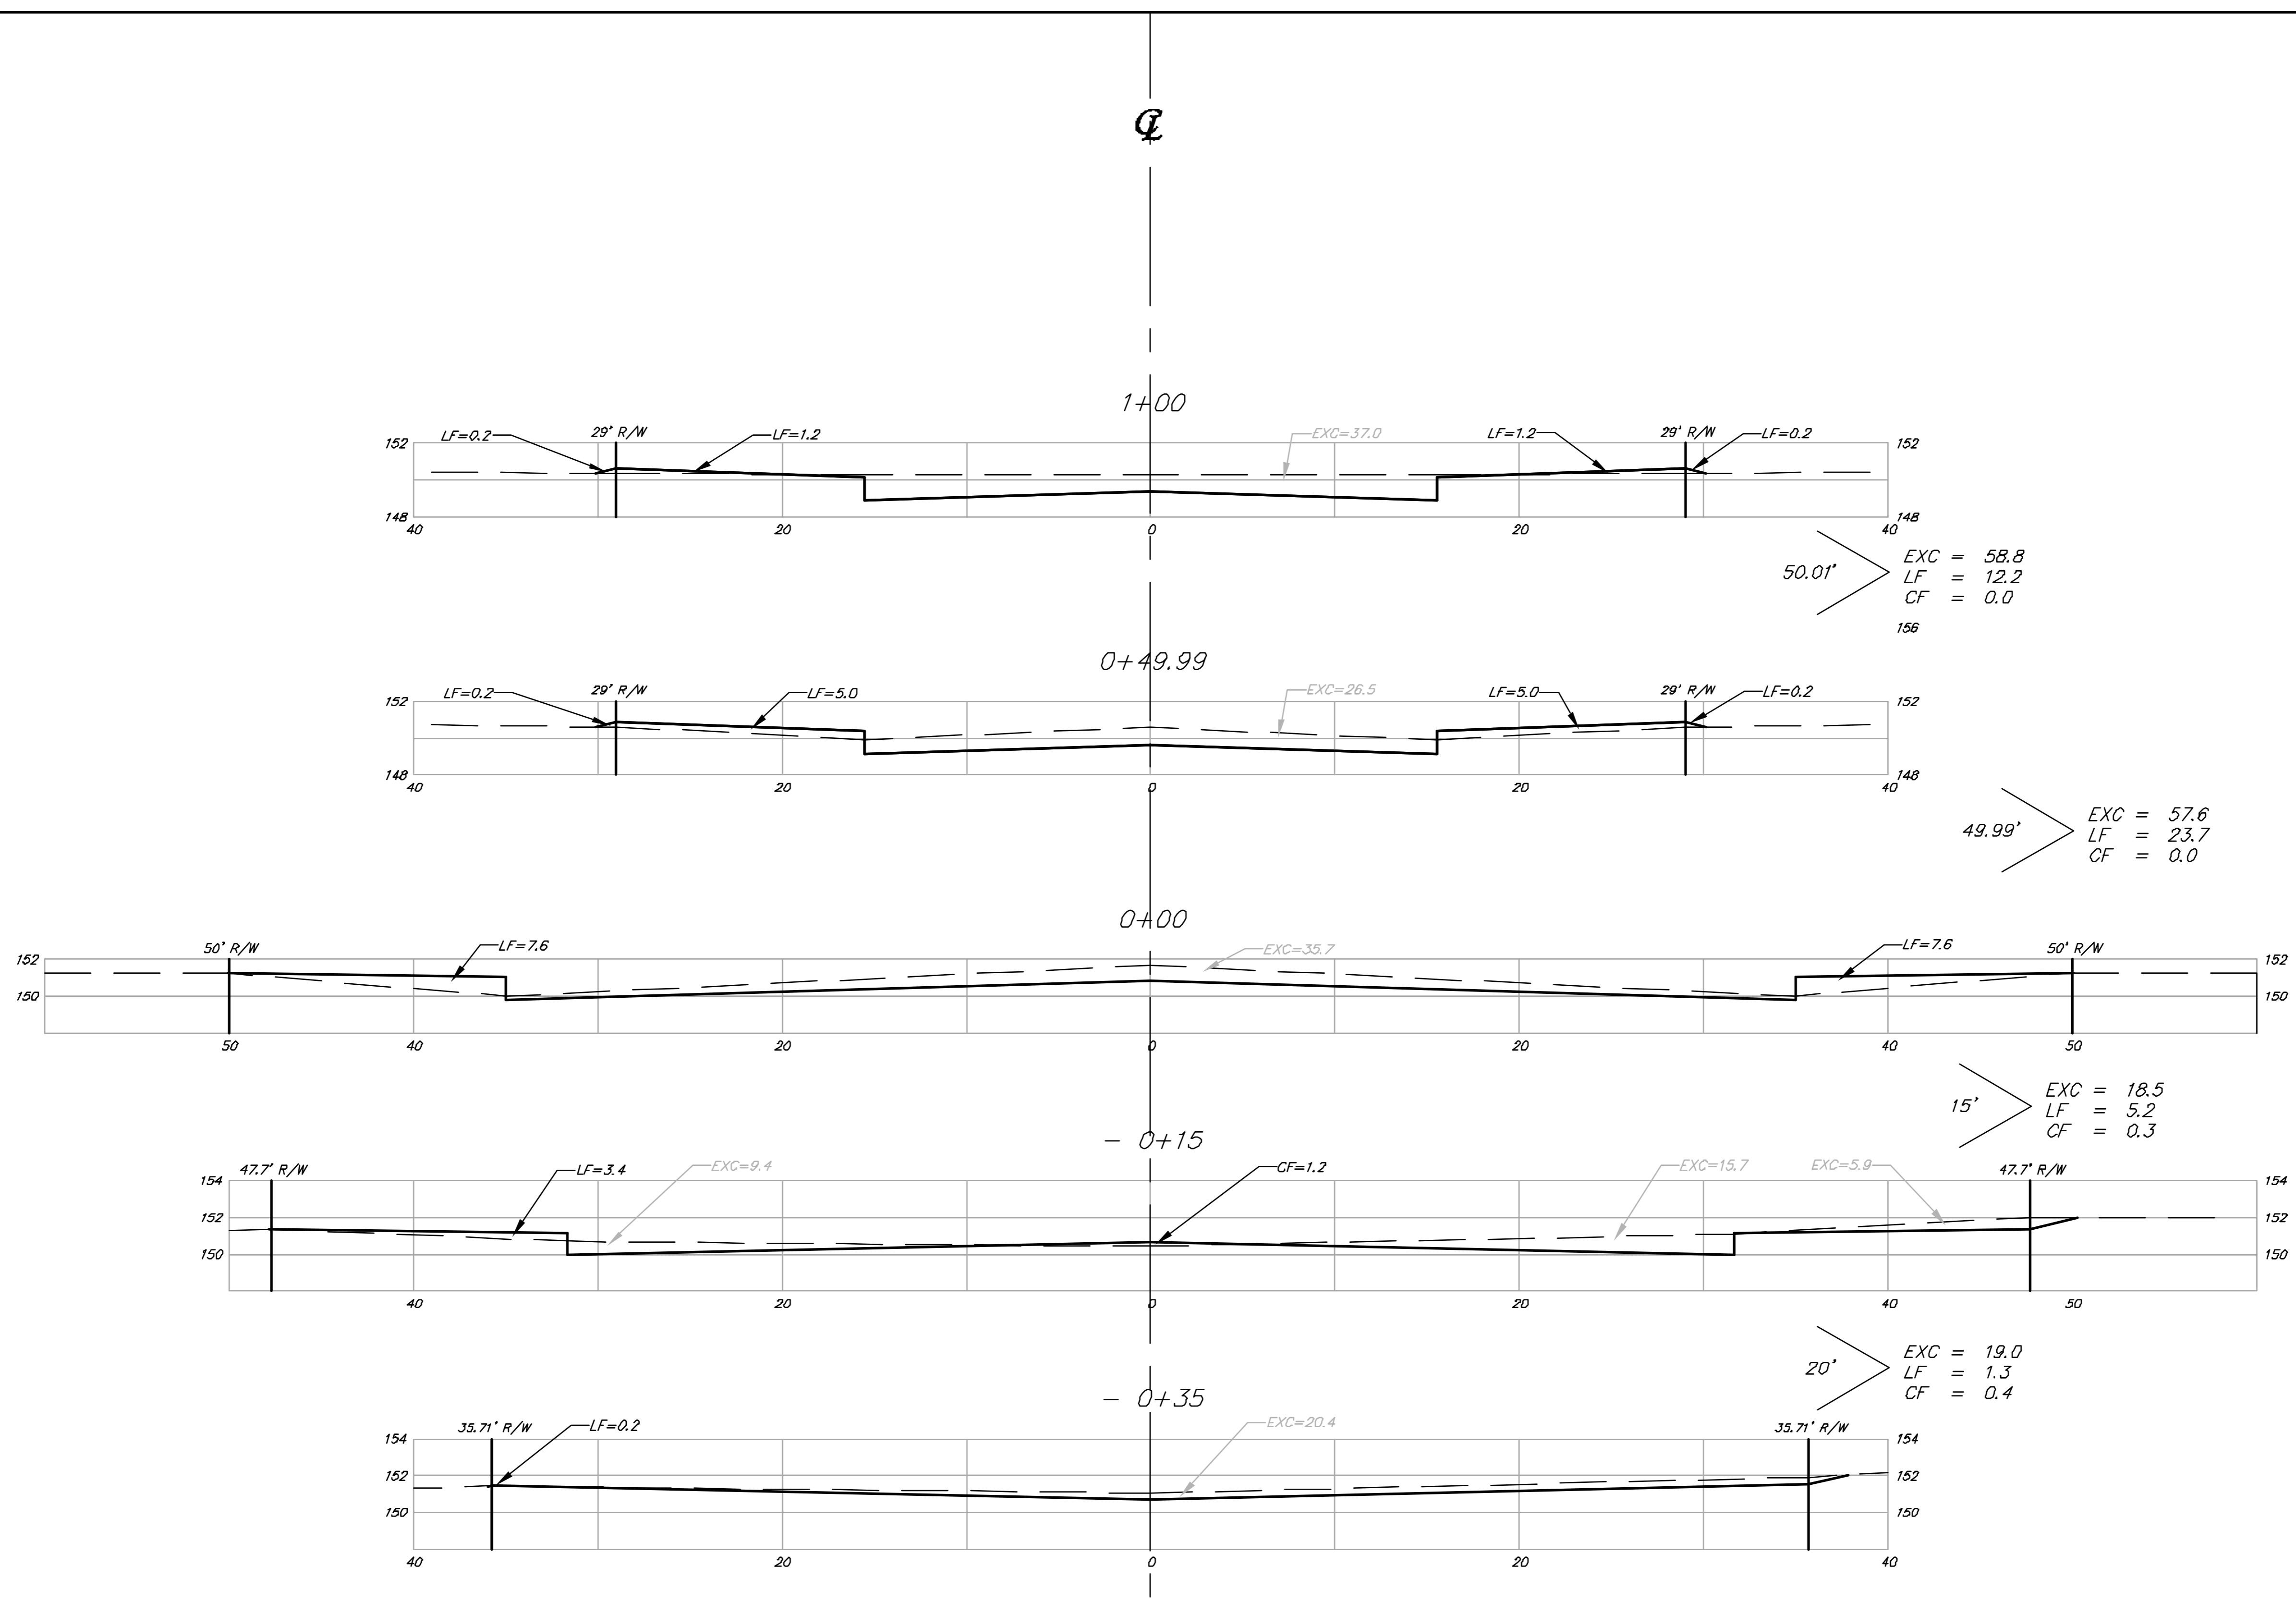 ℄
1+00
LF=0.2 29' R/W LF=1.2 EXC=37.0 LF=1.2 29' R/W LF=0.2
152 152
148 148
40 20 0 20 40
50.01' EXC = 58.8
LF = 12.2
CF = 0.0
156
0+49.99
LF=0.2 29' R/W LF=5.0 EXC=26.5 LF=5.0 29' R/W LF=0.2
152 152
148 148
40 20 0 20 40
49.99' EXC = 57.6
LF = 23.7
CF = 0.0
0+00
50' R/W LF=7.6 EXC=35.7 LF=7.6 50' R/W
152 152
150 150
50 40 20 0 20 40 50
15' EXC = 18.5
LF = 5.2
CF = 0.3
- 0+15
47.7' R/W LF=3.4 EXC=9.4 CF=1.2 EXC=15.7 EXC=5.9 47.7' R/W
154 154
152 152
150 150
40 20 0 20 40 50
20' EXC = 19.0
LF = 1.3
CF = 0.4
- 0+35
35.71' R/W LF=0.2 EXC=20.4 35.71' R/W
154 154
152 152
150 150
40 20 0 20 40